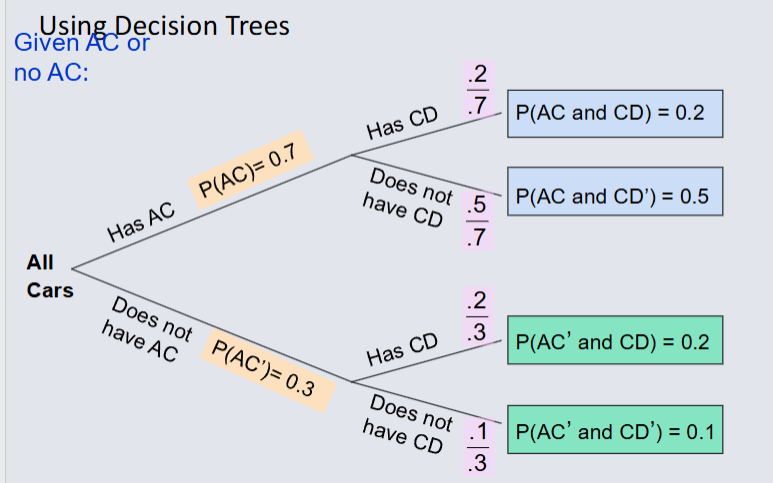 Using Decision Trees
Given AC or
no AC:
All
Cars
Has AC
P(AC)= 0.7
Has CD
.2
.7
P(AC and CD) = 0.2
Does not
have CD
.5
.7
P(AC and CD’) = 0.5
Does not
have AC
P(AC’)= 0.3
Has CD
.2
.3
P(AC’ and CD) = 0.2
Does not
have CD
.1
.3
P(AC’ and CD’) = 0.1